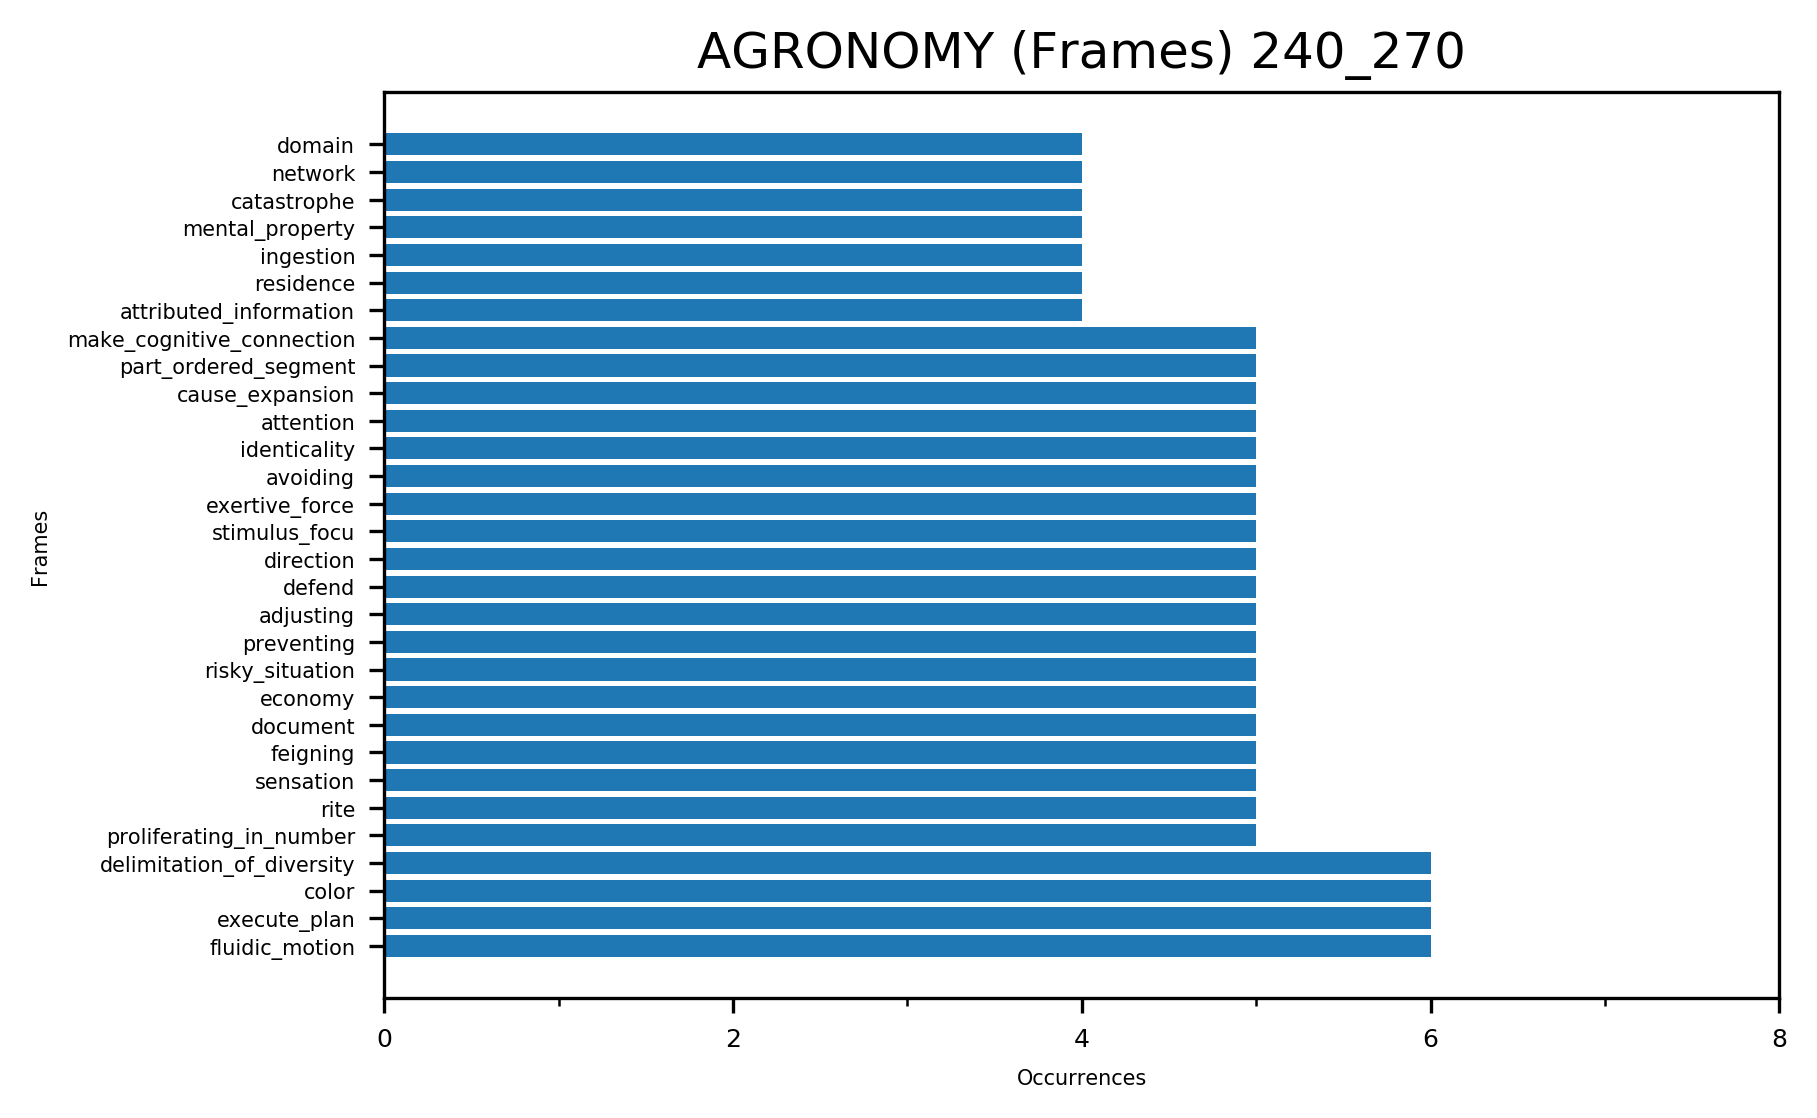 AGRONOMY (Frames) 240_270
domain
network
catastrophe
mental_property
ingestion
residence
attributed_information
make_cognitive_connection
part_ordered_segment
cause_expansion
attention
identicality
avoiding
exertive_force
stimulus_focu
direction
defend
adjusting
preventing
risky_situation
economy
document
feigning
sensation
rite
proliferating_in_number
delimitation_of_diversity
color
execute_plan
fluidic_motion
Frames
0 2 4 6 8
Occurrences